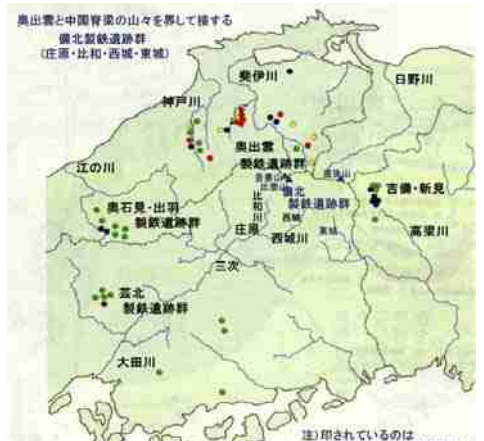 奥出雲と中国脊梁の山々を界して接する
備北製鉄遺跡群
(庄原・比和・西城・東城)
斐伊川
日野川
神戸川
江の川
奥出雲
製鉄遺跡群
吉備・新見
備北
製鉄遺跡群
比和川
奥石見・出羽
製鉄遺跡群
庄原
西城
西城川
東城
高梁川
三次
芸北
製鉄遺跡群
大田川
注)印されているのは